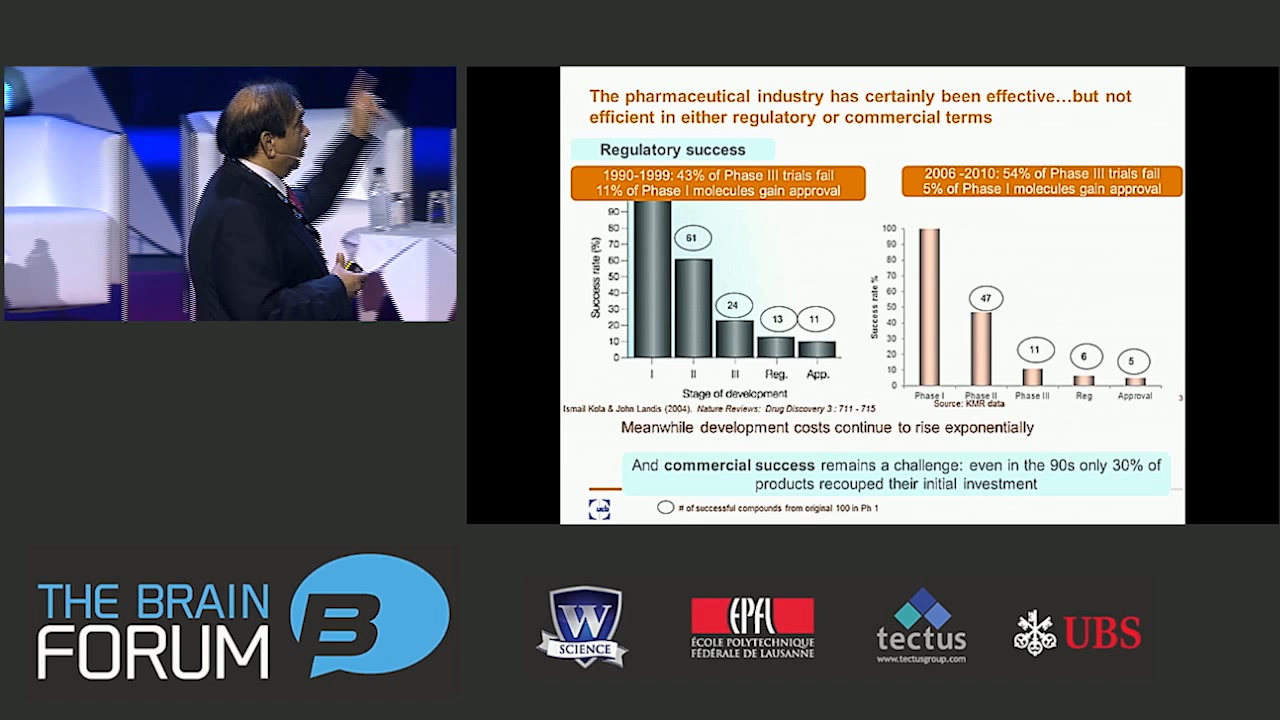 The pharmaceutical industry has certainly been effective…but not
efficient in either regulatory or commercial terms
Regulatory success
1990-1999: 43% of Phase III trials fail
11% of Phase I molecules gain approval
2006 -2010: 54% of Phase III trials fail
5% of Phase I molecules gain approval
Success rate (%)
90
80
70
60
50
40
30
20
10
0
61
24
13
11
I
II
III
Reg.
App.
Stage of development
Success rate %
100
90
80
70
60
50
40
30
20
10
0
47
11
6
5
Phase I
Phase II
Phase III
Reg
Approval
Source: KMR data
3
Ismail Kola & John Landis (2004). Nature Reviews: Drug Discovery 3 : 711 - 715
Meanwhile development costs continue to rise exponentially
And commercial success remains a challenge: even in the 90s only 30% of
products recouped their initial investment
ucb
# of successful compounds from original 100 in Ph 1
THE BRAIN
FORUM
B
W
SCIENCE
EPFL
ÉCOLE POLYTECHNIQUE
FÉDÉRALE DE LAUSANNE
tectus
www.tectusgroup.com
UBS